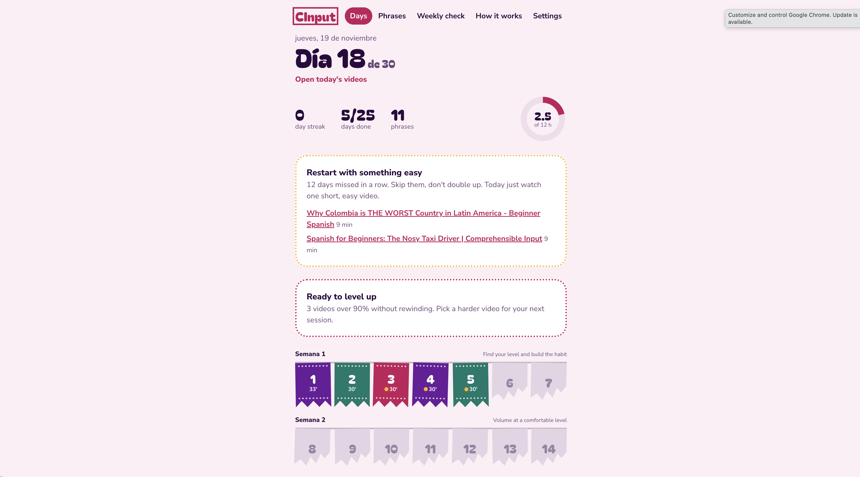 CInput Days Phrases Weekly check How it works Settings
Customize and control Google Chrome. Update is available.
jueves, 19 de noviembre
Día 18 de 30
Open today's videos
0 5/25 11
day streak days done phrases
2.5
of 12 h
Restart with something easy
12 days missed in a row. Skip them, don't double up. Today just watch
one short, easy video.
Why Colombia is THE WORST Country in Latin America - Beginner
Spanish 9 min
Spanish for Beginners: The Nosy Taxi Driver | Comprehensible Input 9
min
Ready to level up
3 videos over 90% without rewinding. Pick a harder video for your next
session.
Semana 1 Find your level and build the habit
1 2 3 4 5 6 7
33' 30' 30' 30' 30'
Semana 2 Volume at a comfortable level
8 9 10 11 12 13 14